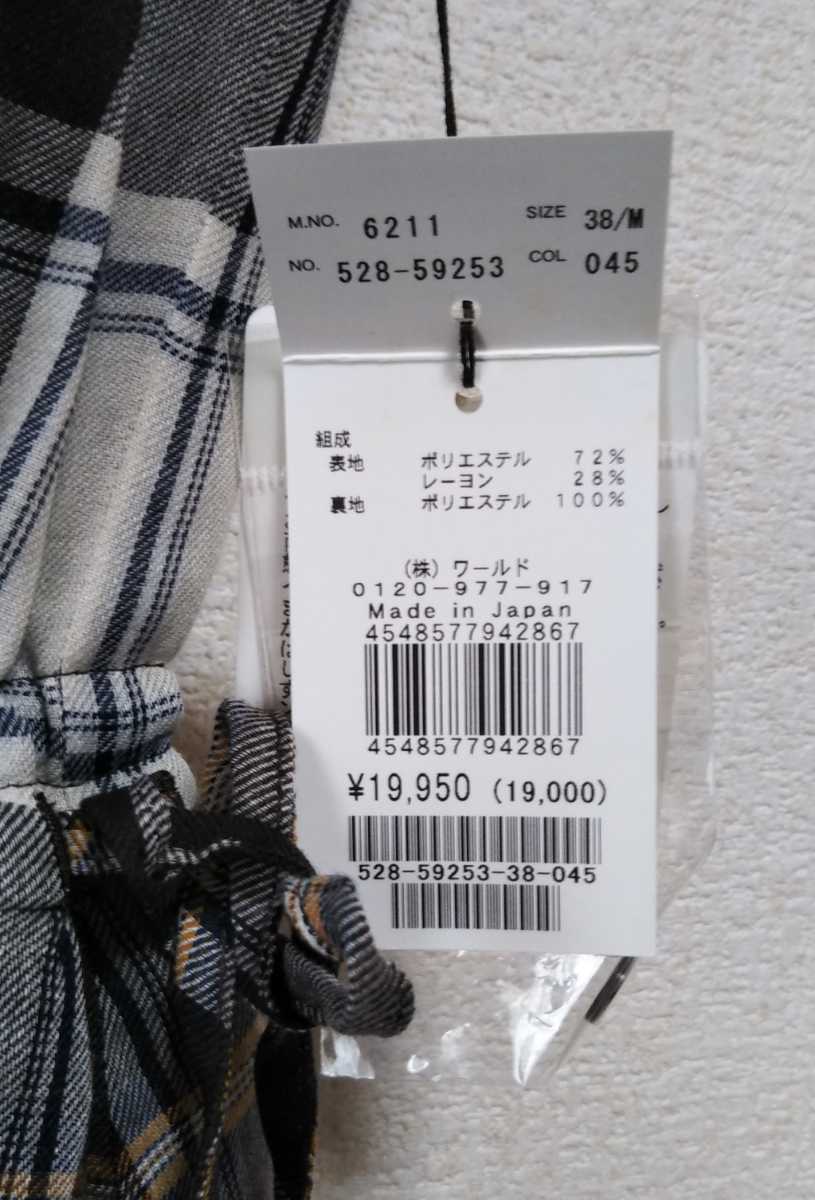 M.NO. 6211 SIZE 38/M
NO. 528-59253 COL 045
組成
表地 ポリエステル 72%
レーヨン 28%
裏地 ポリエステル 100%
(株)ワールド
0120-977-917
Made in Japan
4548577942867
4548577942867
¥19,950 (19,000)
528-59253-38-045